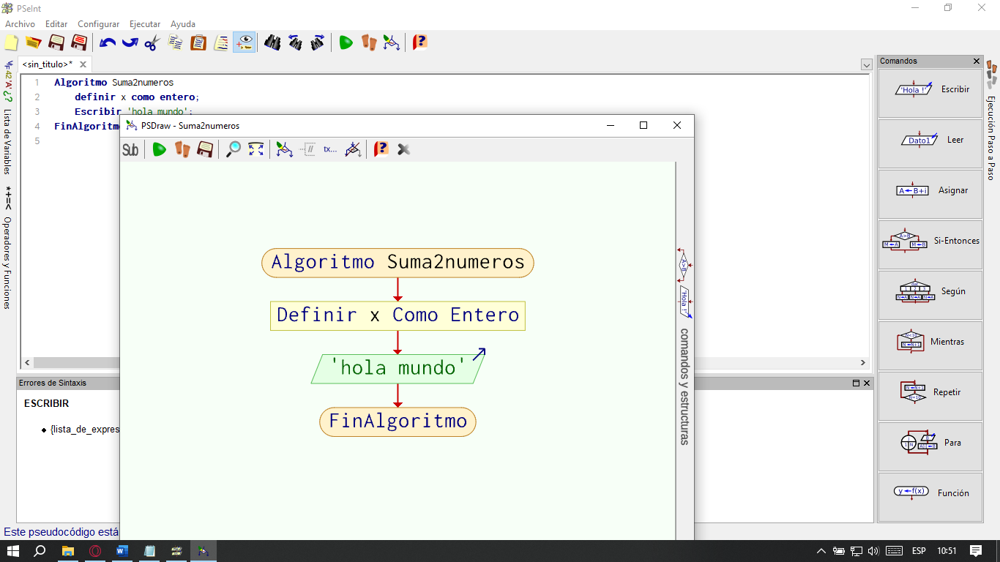 PSeInt
Archivo Editar Configurar Ejecutar Ayuda
<sin_titulo>*
1 Algoritmo Suma2numeros
2 definir x como entero;
3 Escribir 'hola mundo';
4 FinAlgoritmo
5
Lista de Variables
Operadores y Funciones
PSDraw - Suma2numeros
Sub
tx...
Algoritmo Suma2numeros
Definir x Como Entero
'hola mundo'
FinAlgoritmo
A>B
'Hola !'
comandos y estructuras
Errores de Sintaxis
ESCRIBIR
{lista_de_expres
Este pseudocódigo está
Comandos
'Hola !' Escribir
Dato1 Leer
A←B+i Asignar
A>B
M←A M←B
Si-Entonces
Según
Mientras
Repetir
Para
y←f(x) Función
Ejecución Paso a Paso
ESP 10:51